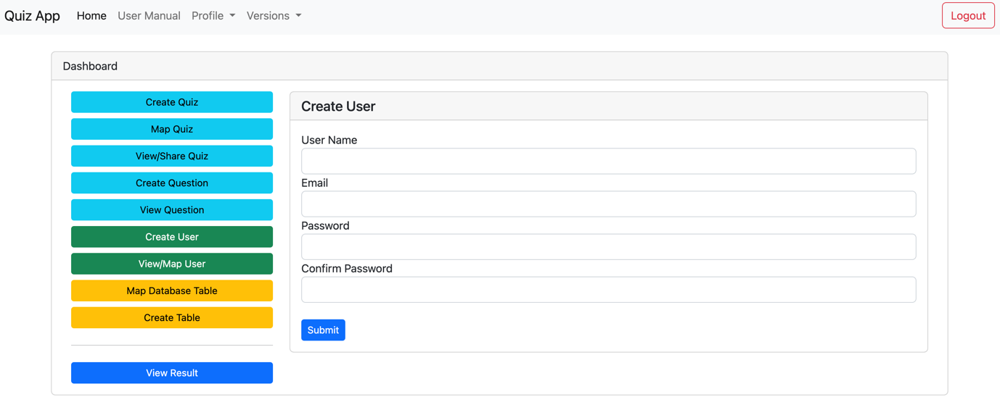 Quiz App Home User Manual Profile Versions Logout
Dashboard
Create Quiz
Map Quiz
View/Share Quiz
Create Question
View Question
Create User
View/Map User
Map Database Table
Create Table
View Result
Create User
User Name
Email
Password
Confirm Password
Submit